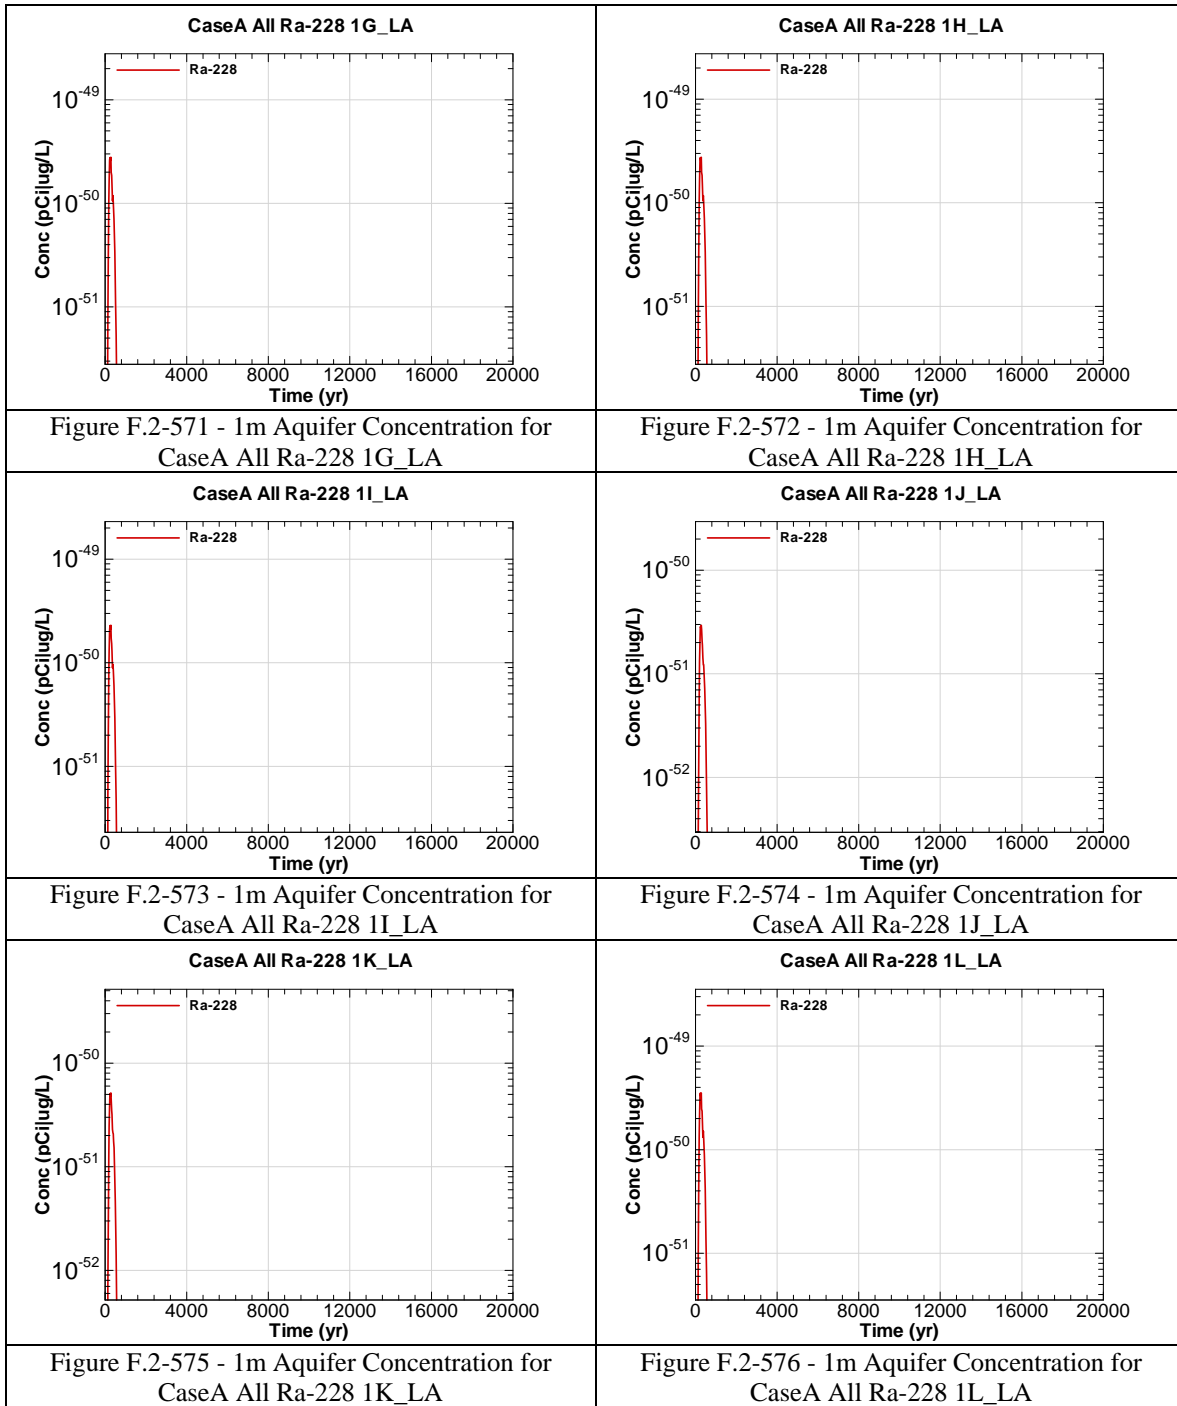 CaseA All Ra-228 1G_LA
Ra-228
10-49
10-50
10-51
Conc (pCi|ug/L)
0 4000 8000 12000 16000 20000
Time (yr)
Figure F.2-571 - 1m Aquifer Concentration for
CaseA All Ra-228 1G_LA
CaseA All Ra-228 1H_LA
Ra-228
10-49
10-50
10-51
Conc (pCi|ug/L)
0 4000 8000 12000 16000 20000
Time (yr)
Figure F.2-572 - 1m Aquifer Concentration for
CaseA All Ra-228 1H_LA
CaseA All Ra-228 1I_LA
Ra-228
10-49
10-50
10-51
Conc (pCi|ug/L)
0 4000 8000 12000 16000 20000
Time (yr)
Figure F.2-573 - 1m Aquifer Concentration for
CaseA All Ra-228 1I_LA
CaseA All Ra-228 1J_LA
Ra-228
10-50
10-51
10-52
Conc (pCi|ug/L)
0 4000 8000 12000 16000 20000
Time (yr)
Figure F.2-574 - 1m Aquifer Concentration for
CaseA All Ra-228 1J_LA
CaseA All Ra-228 1K_LA
Ra-228
10-50
10-51
10-52
Conc (pCi|ug/L)
0 4000 8000 12000 16000 20000
Time (yr)
Figure F.2-575 - 1m Aquifer Concentration for
CaseA All Ra-228 1K_LA
CaseA All Ra-228 1L_LA
Ra-228
10-49
10-50
10-51
Conc (pCi|ug/L)
0 4000 8000 12000 16000 20000
Time (yr)
Figure F.2-576 - 1m Aquifer Concentration for
CaseA All Ra-228 1L_LA